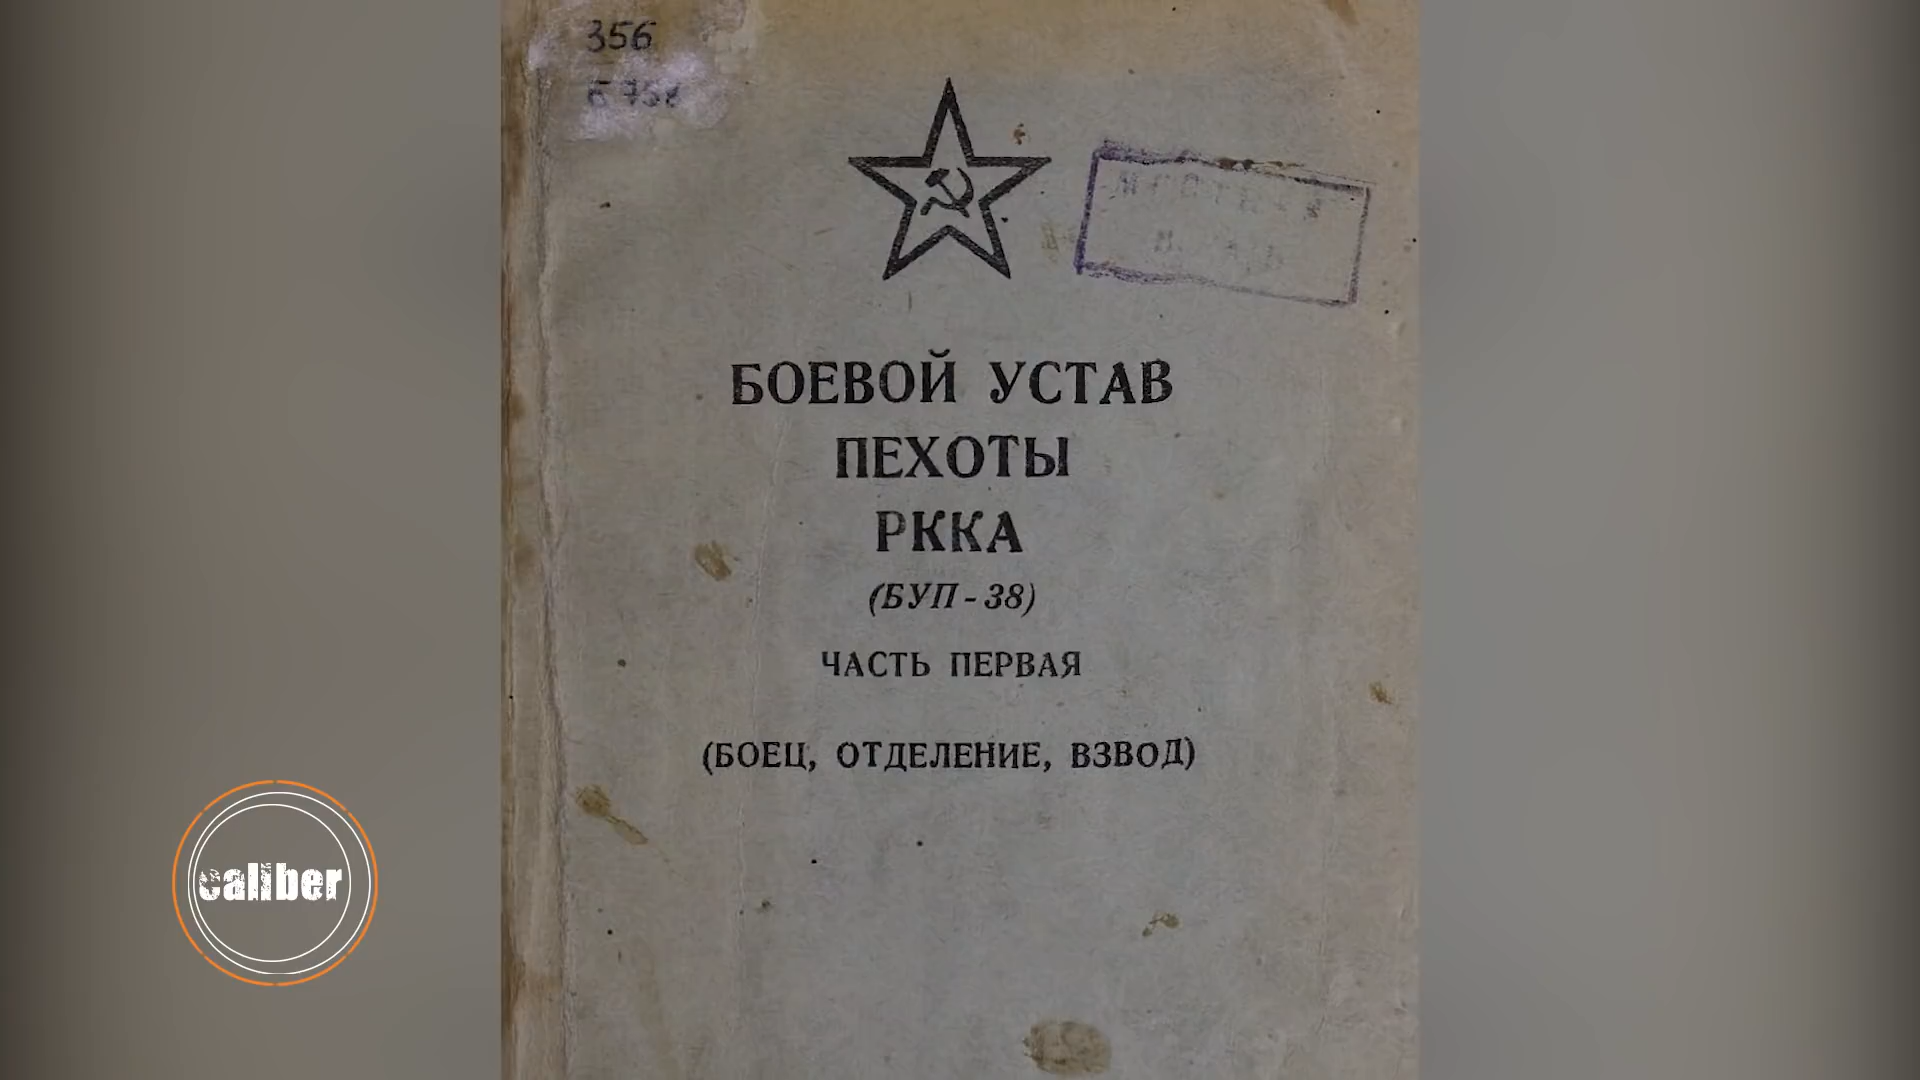 356
БОЕВОЙ УСТАВ
ПЕХОТЫ
РККА
(БУП - 38)
ЧАСТЬ ПЕРВАЯ
(БОЕЦ, ОТДЕЛЕНИЕ, ВЗВОД)
caliber